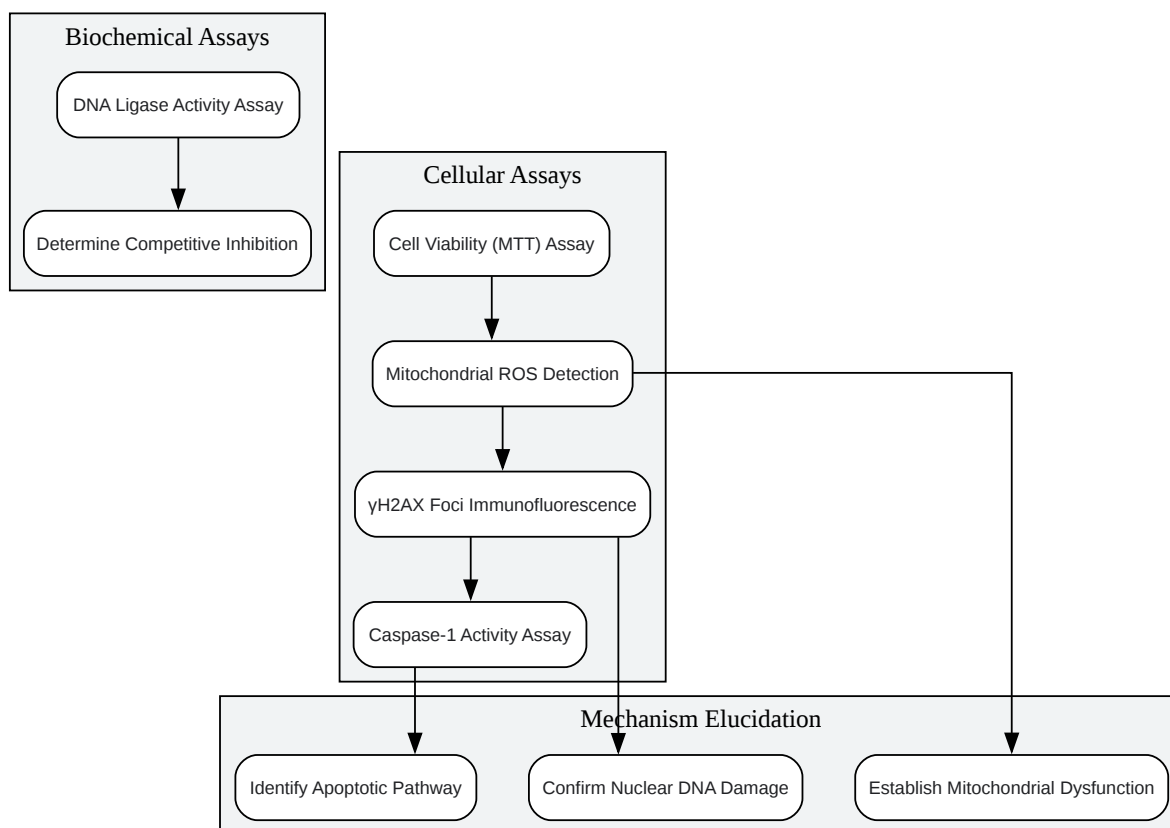 Biochemical Assays
DNA Ligase Activity Assay
Determine Competitive Inhibition
Cellular Assays
Cell Viability (MTT) Assay
Mitochondrial ROS Detection
γH2AX Foci Immunofluorescence
Caspase-1 Activity Assay
Mechanism Elucidation
Identify Apoptotic Pathway
Confirm Nuclear DNA Damage
Establish Mitochondrial Dysfunction